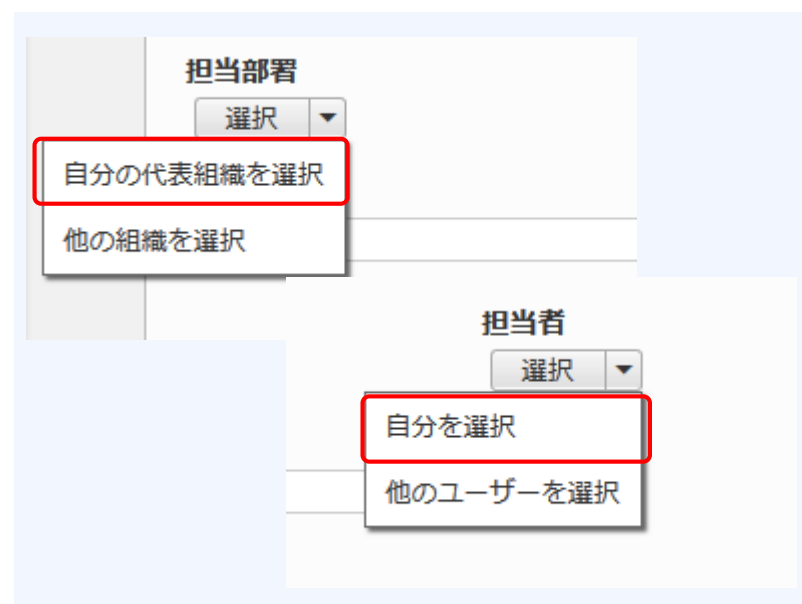 担当部署
選択
自分の代表組織を選択
他の組織を選択
担当者
選択
自分を選択
他のユーザーを選択